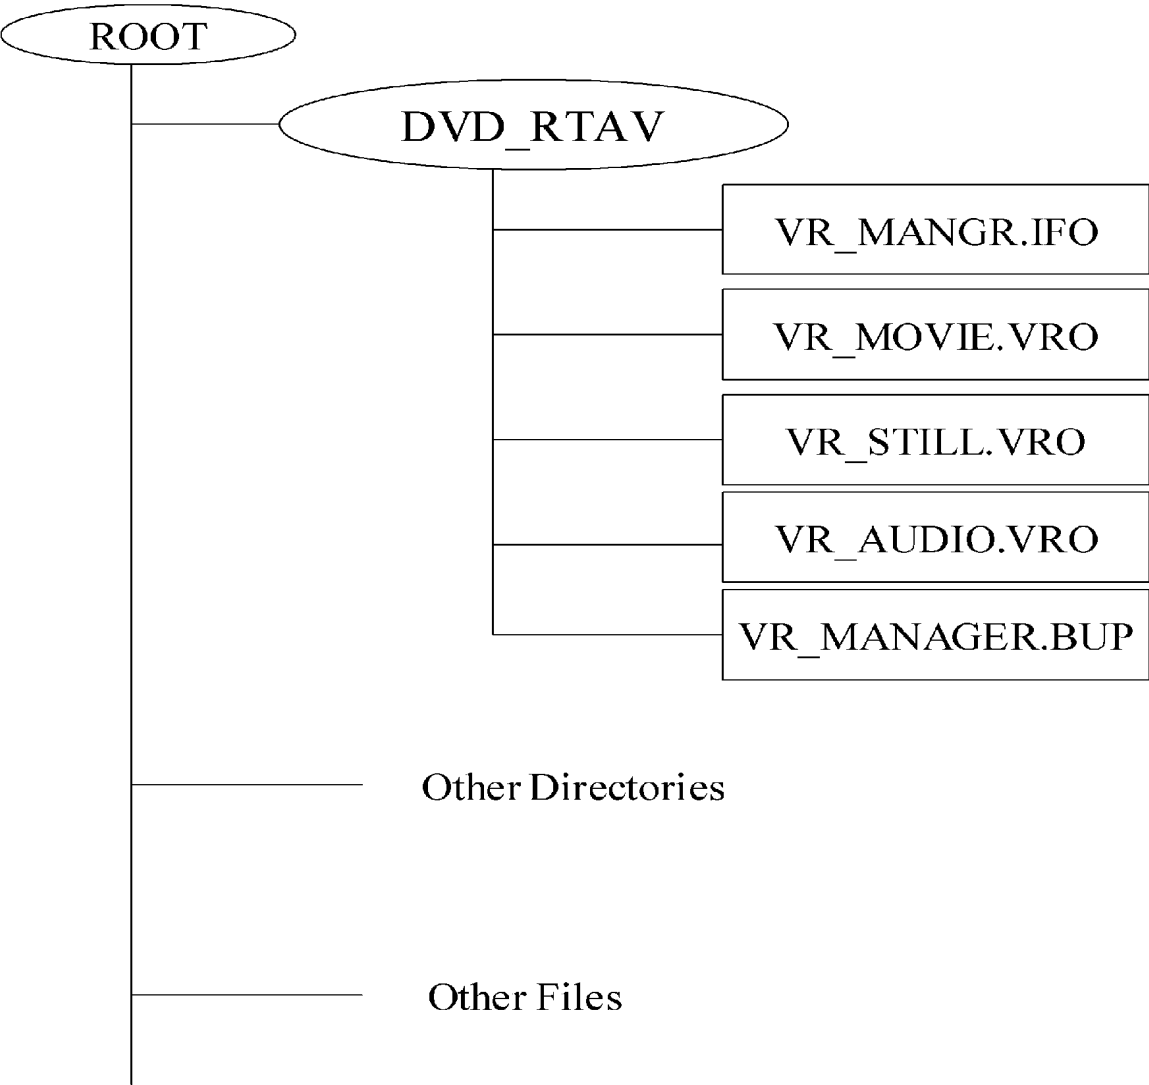 ROOT
DVD_RTAV
VR_MANGR.IFO
VR_MOVIE.VRO
VR_STILL.VRO
VR_AUDIO.VRO
VR_MANAGER.BUP
Other Directories
Other Files